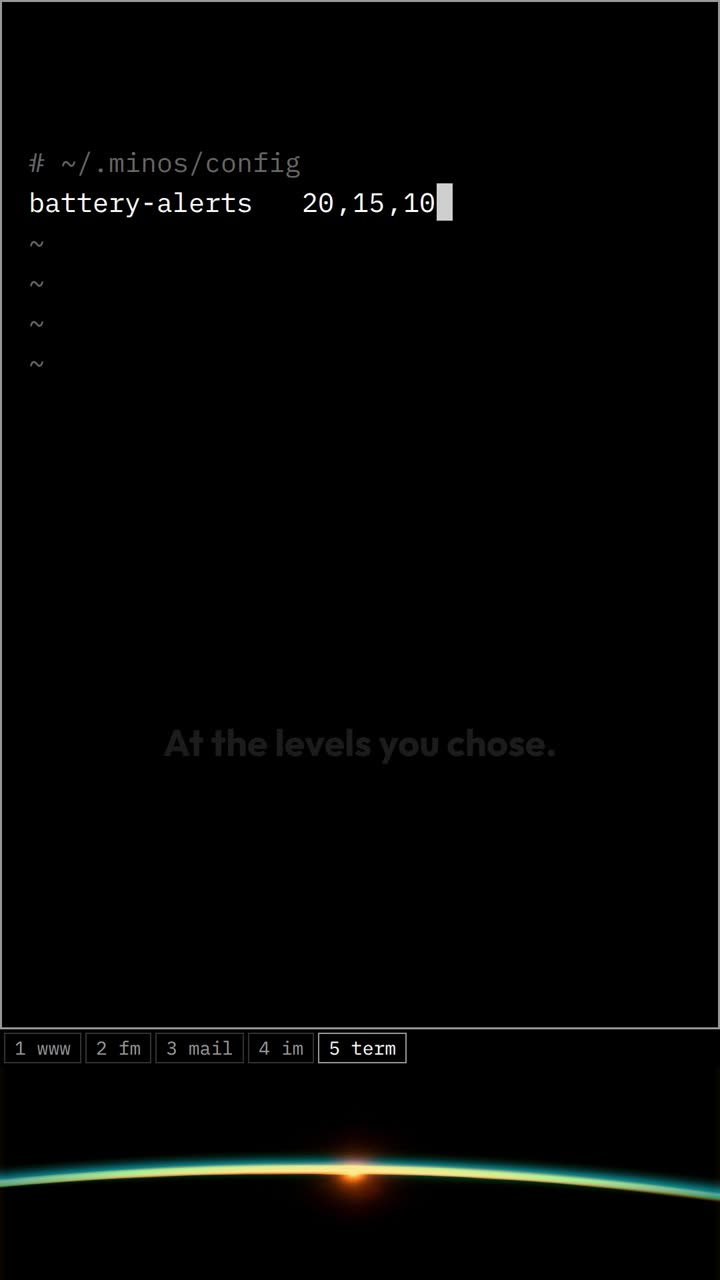 # ~/.minos/config
battery-alerts   20,15,10
~
~
~
~
At the levels you chose.
1 www 2 fm 3 mail 4 im 5 term